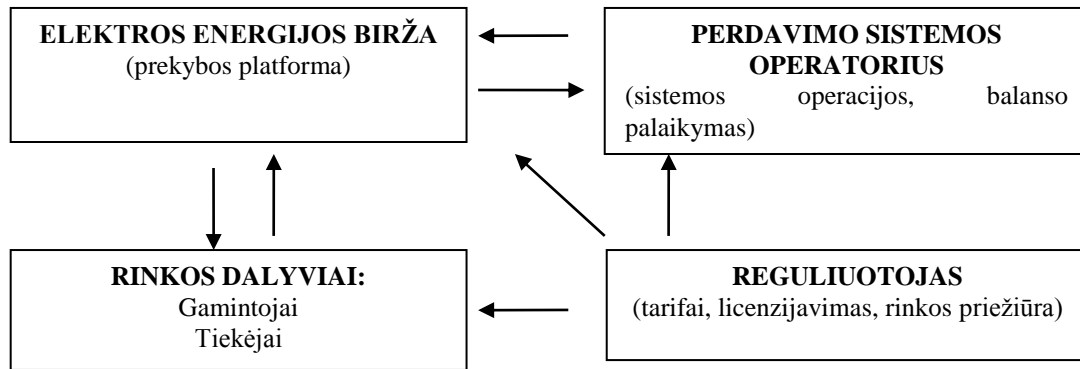 ELEKTROS ENERGIJOS BIRŽA
(prekybos platforma)
PERDAVIMO SISTEMOS
OPERATORIUS
(sistemos operacijos, balanso
palaikymas)
RINKOS DALYVIAI:
Gamintojai
Tiekėjai
REGULIUOTOJAS
(tarifai, licenzijavimas, rinkos priežiūra)